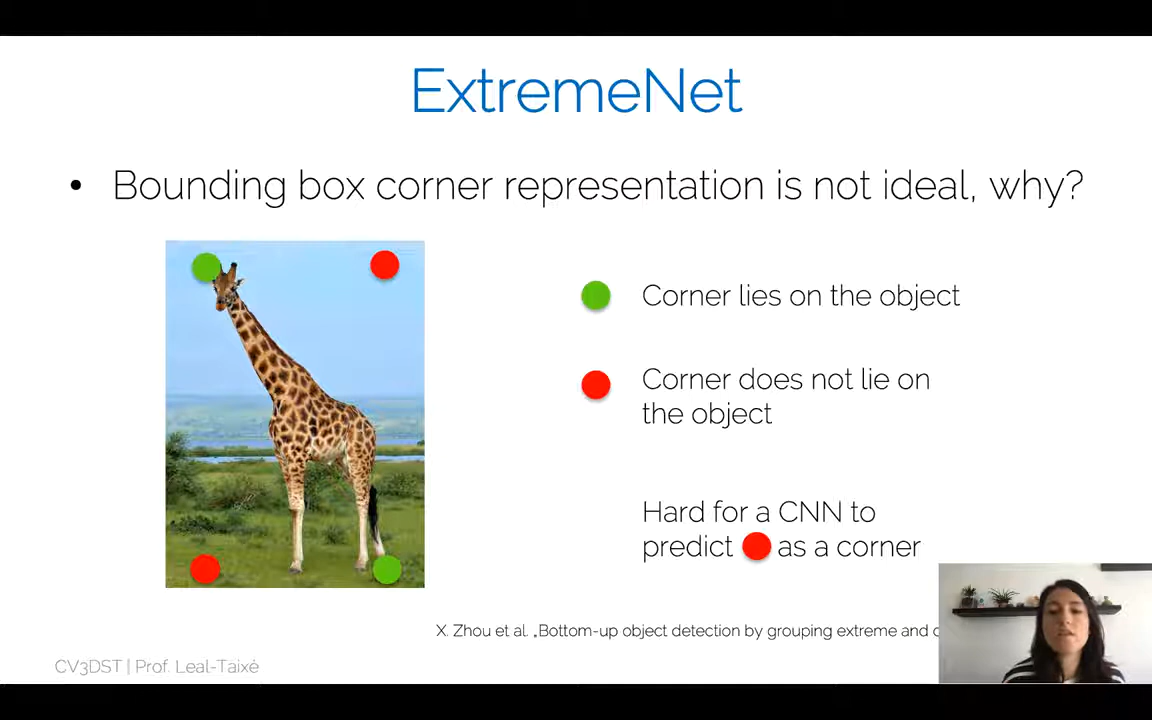 ExtremeNet
• Bounding box corner representation is not ideal, why?
Corner lies on the object
Corner does not lie on
the object
Hard for a CNN to
predict as a corner
X. Zhou et al. „Bottom-up object detection by grouping extreme and
CV3DST | Prof. Leal-Taixé